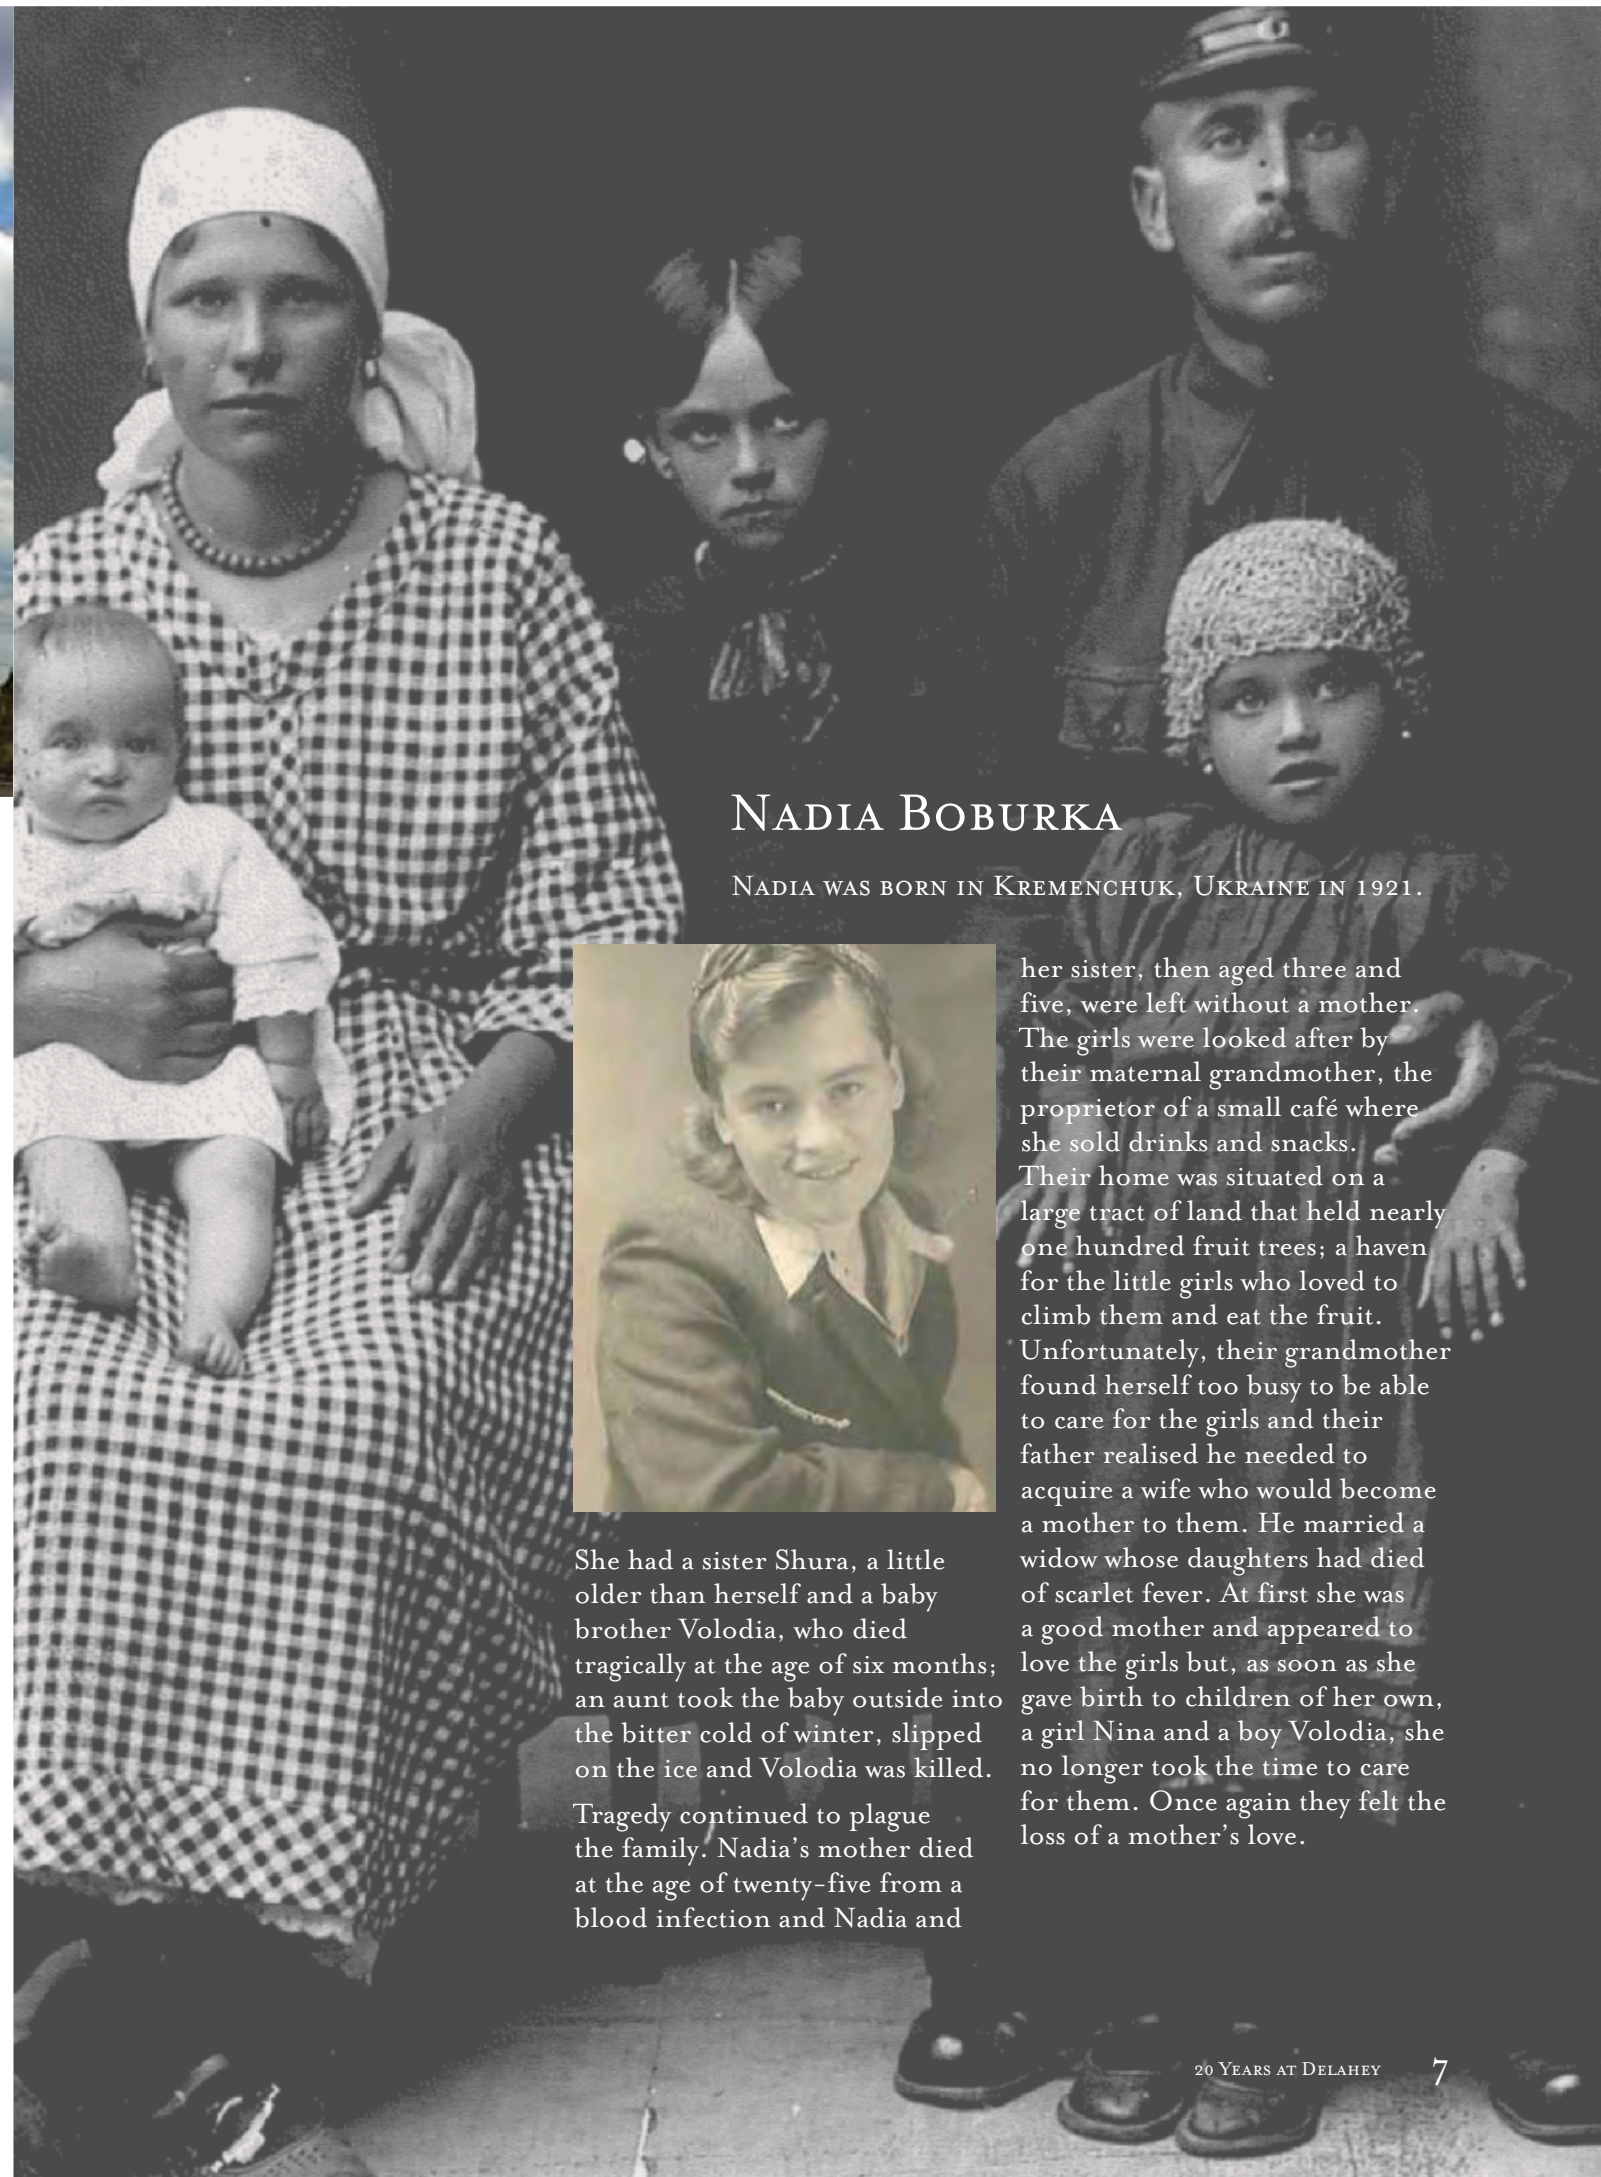 Nadia Boburka
Nadia was born in Kremenchuk, Ukraine in 1921.
She had a sister Shura, a little
older than herself and a baby
brother Volodia, who died
tragically at the age of six months;
an aunt took the baby outside into
the bitter cold of winter, slipped
on the ice and Volodia was killed.
Tragedy continued to plague
the family. Nadia's mother died
at the age of twenty-five from a
blood infection and Nadia and
her sister, then aged three and
five, were left without a mother.
The girls were looked after by
their maternal grandmother, the
proprietor of a small café where
she sold drinks and snacks.
Their home was situated on a
large tract of land that held nearly
one hundred fruit trees; a haven
for the little girls who loved to
climb them and eat the fruit.
Unfortunately, their grandmother
found herself too busy to be able
to care for the girls and their
father realised he needed to
acquire a wife who would become
a mother to them. He married a
widow whose daughters had died
of scarlet fever. At first she was
a good mother and appeared to
love the girls but, as soon as she
gave birth to children of her own,
a girl Nina and a boy Volodia, she
no longer took the time to care
for them. Once again they felt the
loss of a mother's love.
20 Years at Delahey 7